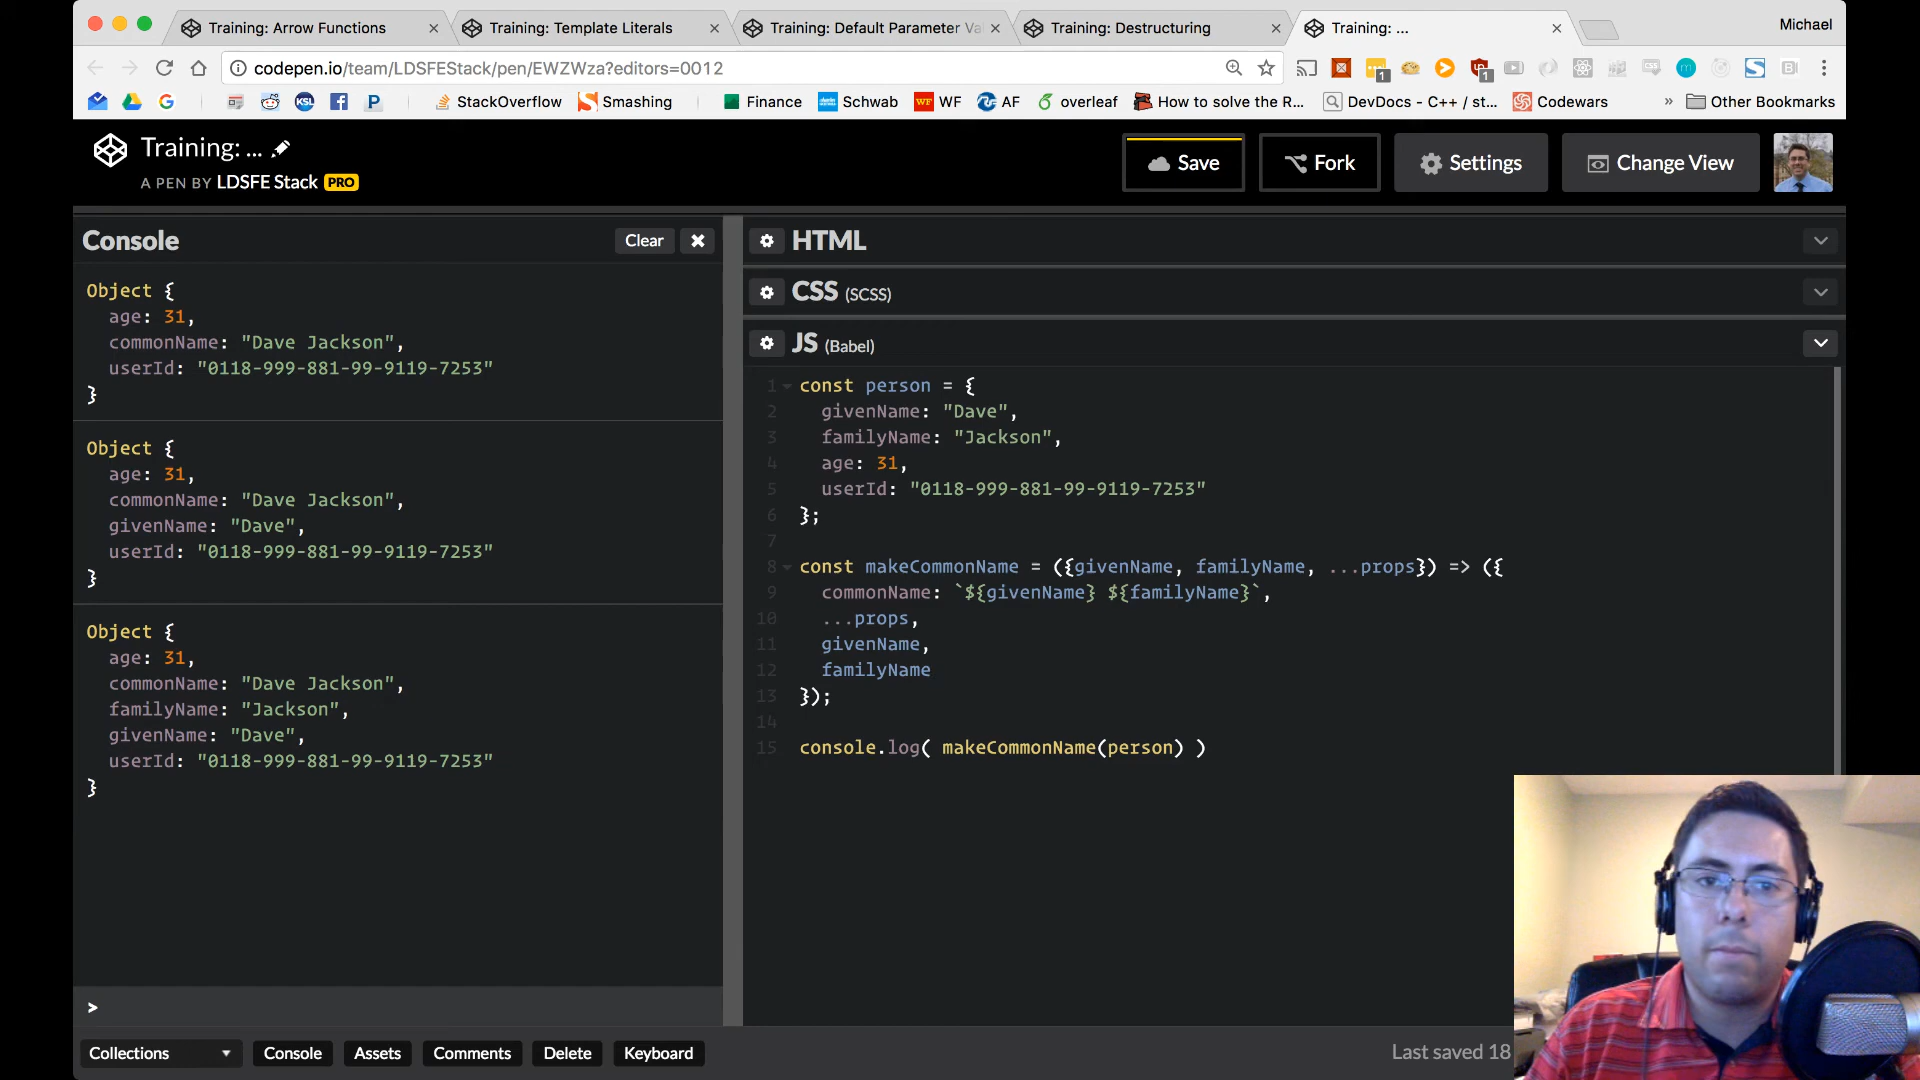 Training: Arrow Functions
Training: Template Literals
Training: Default Parameter Va
Training: Destructuring
Training: ...
Michael
codepen.io/team/LDSFEStack/pen/EWZWza?editors=0012
StackOverflow
Smashing
Finance
Schwab
WF
AF
overleaf
How to solve the R...
DevDocs - C++ / st...
Codewars
»
Other Bookmarks
Training: ...
A PEN BY LDSFE Stack PRO
Save
Fork
Settings
Change View
Console
Clear
Object {
age: 31,
commonName: "Dave Jackson",
userId: "0118-999-881-99-9119-7253"
}
Object {
age: 31,
commonName: "Dave Jackson",
givenName: "Dave",
userId: "0118-999-881-99-9119-7253"
}
Object {
age: 31,
commonName: "Dave Jackson",
familyName: "Jackson",
givenName: "Dave",
userId: "0118-999-881-99-9119-7253"
}
>
HTML
CSS (SCSS)
JS (Babel)
1 const person = {
2 givenName: "Dave",
3 familyName: "Jackson",
4 age: 31,
5 userId: "0118-999-881-99-9119-7253"
6 };
7
8 const makeCommonName = ({givenName, familyName, ...props}) => ({
9 commonName: `${givenName} ${familyName}`,
10 ...props,
11 givenName,
12 familyName
13 });
14
15 console.log( makeCommonName(person) )
Collections
Console
Assets
Comments
Delete
Keyboard
Last saved 18